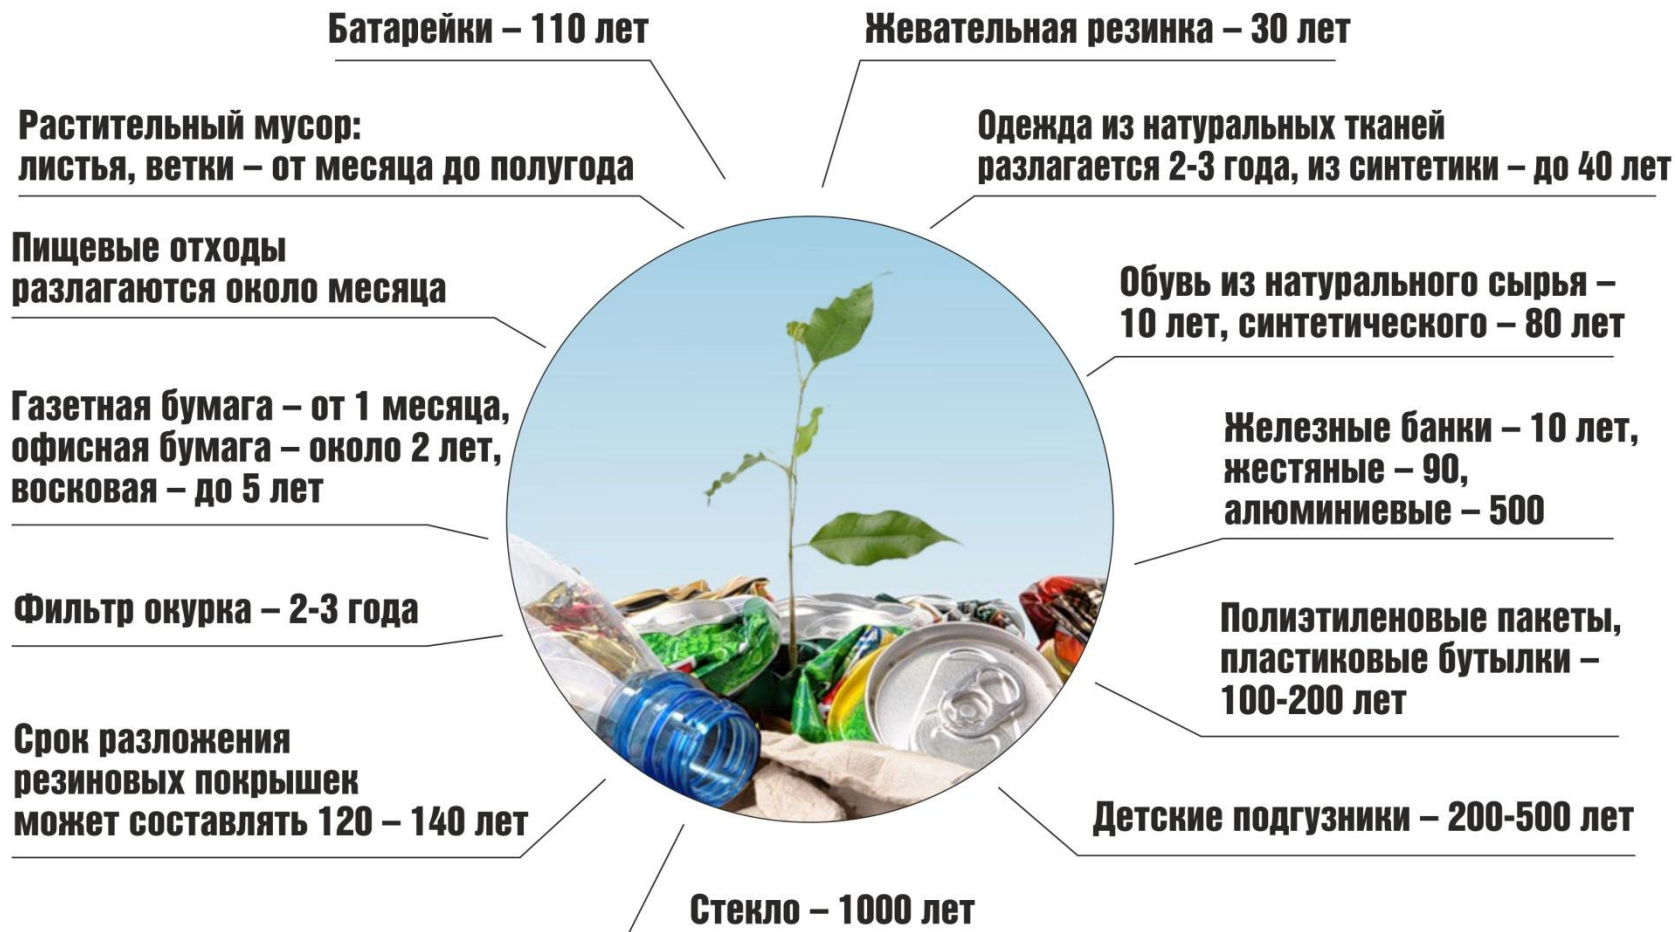 Батарейки – 110 лет
Жевательная резинка – 30 лет
Растительный мусор:
листья, ветки – от месяца до полугода
Одежда из натуральных тканей
разлагается 2-3 года, из синтетики – до 40 лет
Пищевые отходы
разлагаются около месяца
Обувь из натурального сырья –
10 лет, синтетического – 80 лет
Газетная бумага – от 1 месяца,
офисная бумага – около 2 лет,
восковая – до 5 лет
Железные банки – 10 лет,
жестяные – 90,
алюминиевые – 500
Фильтр окурка – 2-3 года
Полиэтиленовые пакеты,
пластиковые бутылки –
100-200 лет
Срок разложения
резиновых покрышек
может составлять 120 – 140 лет
Детские подгузники – 200-500 лет
Стекло – 1000 лет